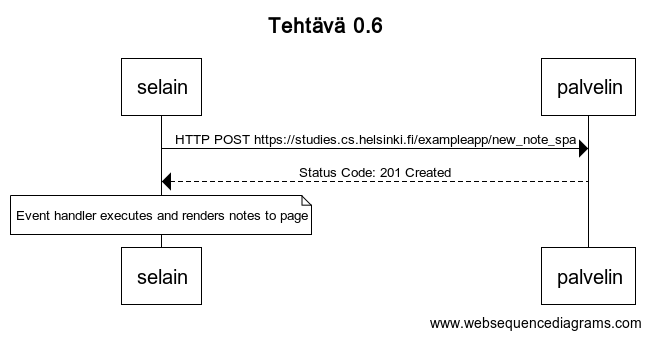 Tehtävä 0.6
selain
palvelin
HTTP POST https://studies.cs.helsinki.fi/exampleapp/new_note_spa
Status Code: 201 Created
Event handler executes and renders notes to page
selain
palvelin
www.websequencediagrams.com